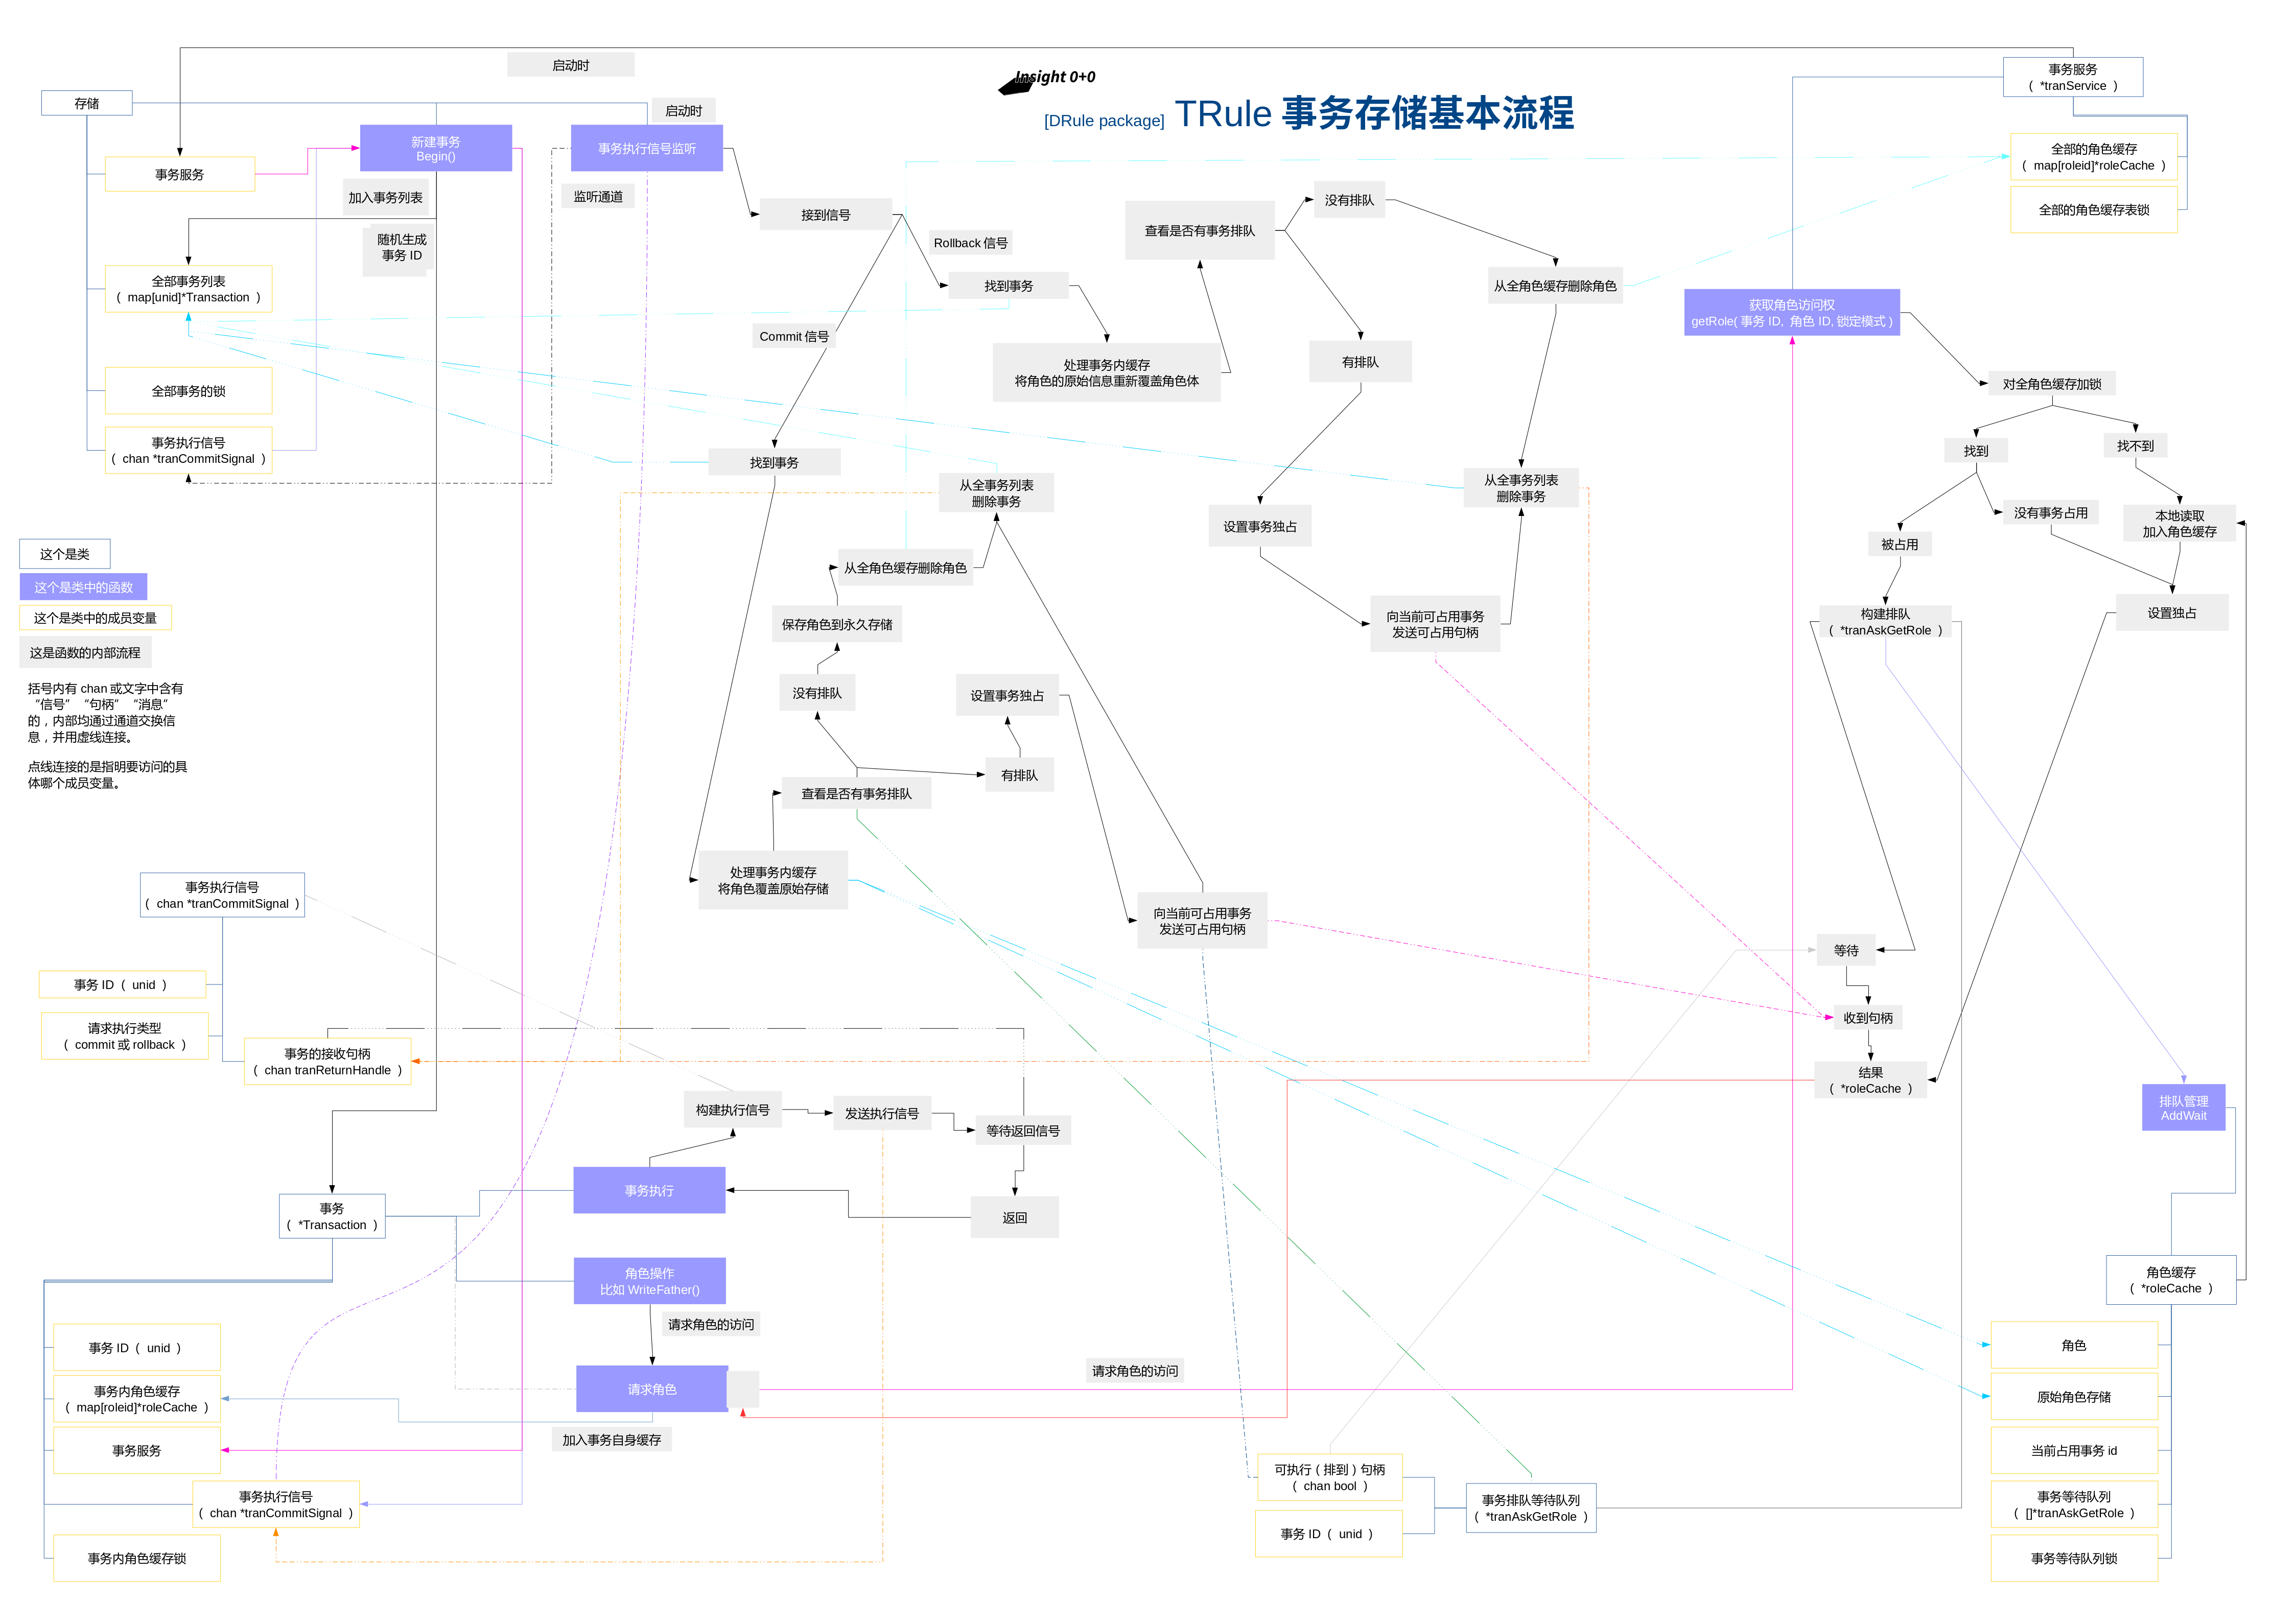 Insight 0+0
[DRule package] TRule 事务存储基本流程
启动时
存储
启动时
事务服务
( *tranService )
新建事务
Begin()
事务执行信号监听
事务服务
加入事务列表
监听通道
接到信号
没有排队
查看是否有事务排队
全部的角色缓存
( map[roleid]*roleCache )
全部的角色缓存表锁
随机生成
事务 ID
Rollback 信号
全部事务列表
( map[unid]*Transaction )
找到事务
从全角色缓存删除角色
获取角色访问权
getRole( 事务 ID, 角色 ID, 锁定模式 )
Commit 信号
处理事务内缓存
将角色的原始信息重新覆盖角色体
有排队
全部事务的锁
对全角色缓存加锁
事务执行信号
( chan *tranCommitSignal )
找到事务
找到
找不到
从全事务列表
删除事务
从全事务列表
删除事务
设置事务独占
没有事务占用
本地读取
加入角色缓存
被占用
这个是类
这个是类中的函数
这个是类中的成员变量
这是函数的内部流程
从全角色缓存删除角色
保存角色到永久存储
向当前可占用事务
发送可占用句柄
构建排队
( *tranAskGetRole )
设置独占
括号内有 chan 或文字中含有
“信号” “句柄” “消息”
的，内部均通过通道交换信
息，并用虚线连接。
点线连接的是指明要访问的具
体哪个成员变量。
没有排队
设置事务独占
有排队
查看是否有事务排队
处理事务内缓存
将角色覆盖原始存储
事务执行信号
( chan *tranCommitSignal )
向当前可占用事务
发送可占用句柄
等待
事务 ID ( unid )
请求执行类型
( commit 或 rollback )
收到句柄
事务的接收句柄
( chan tranReturnHandle )
结果
( *roleCache )
构建执行信号
发送执行信号
等待返回信号
排队管理
AddWait
事务执行
返回
事务
( *Transaction )
角色操作
比如 WriteFather()
角色缓存
( *roleCache )
请求角色的访问
事务 ID ( unid )
角色
请求角色的访问
请求角色
事务内角色缓存
( map[roleid]*roleCache )
原始角色存储
加入事务自身缓存
事务服务
当前占用事务 id
可执行 ( 排到 ) 句柄
( chan bool )
事务执行信号
( chan *tranCommitSignal )
事务排队等待队列
( *tranAskGetRole )
事务等待队列
( []*tranAskGetRole )
事务 ID ( unid )
事务内角色缓存锁
事务等待队列锁